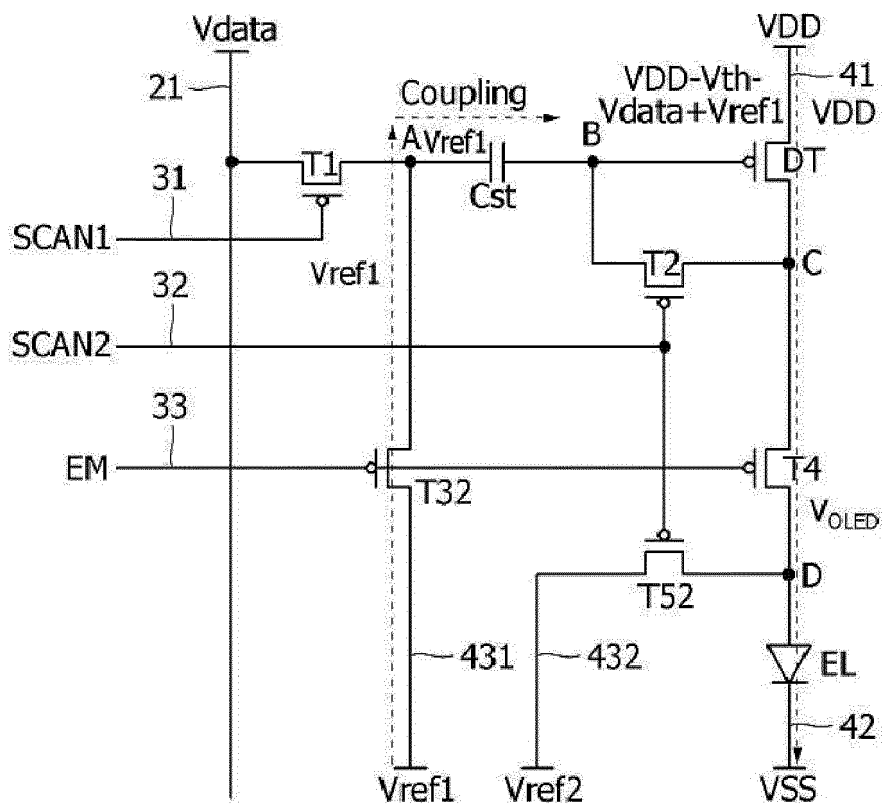 Vdata
VDD
21
Coupling
VDD-Vth-
Vdata+Vref1
41
VDD
A
Vref1
B
T1
Cst
DT
31
SCAN1
Vref1
T2
C
32
SCAN2
33
EM
T32
T4
VOLED
T52
D
431
432
EL
42
Vref1
Vref2
VSS